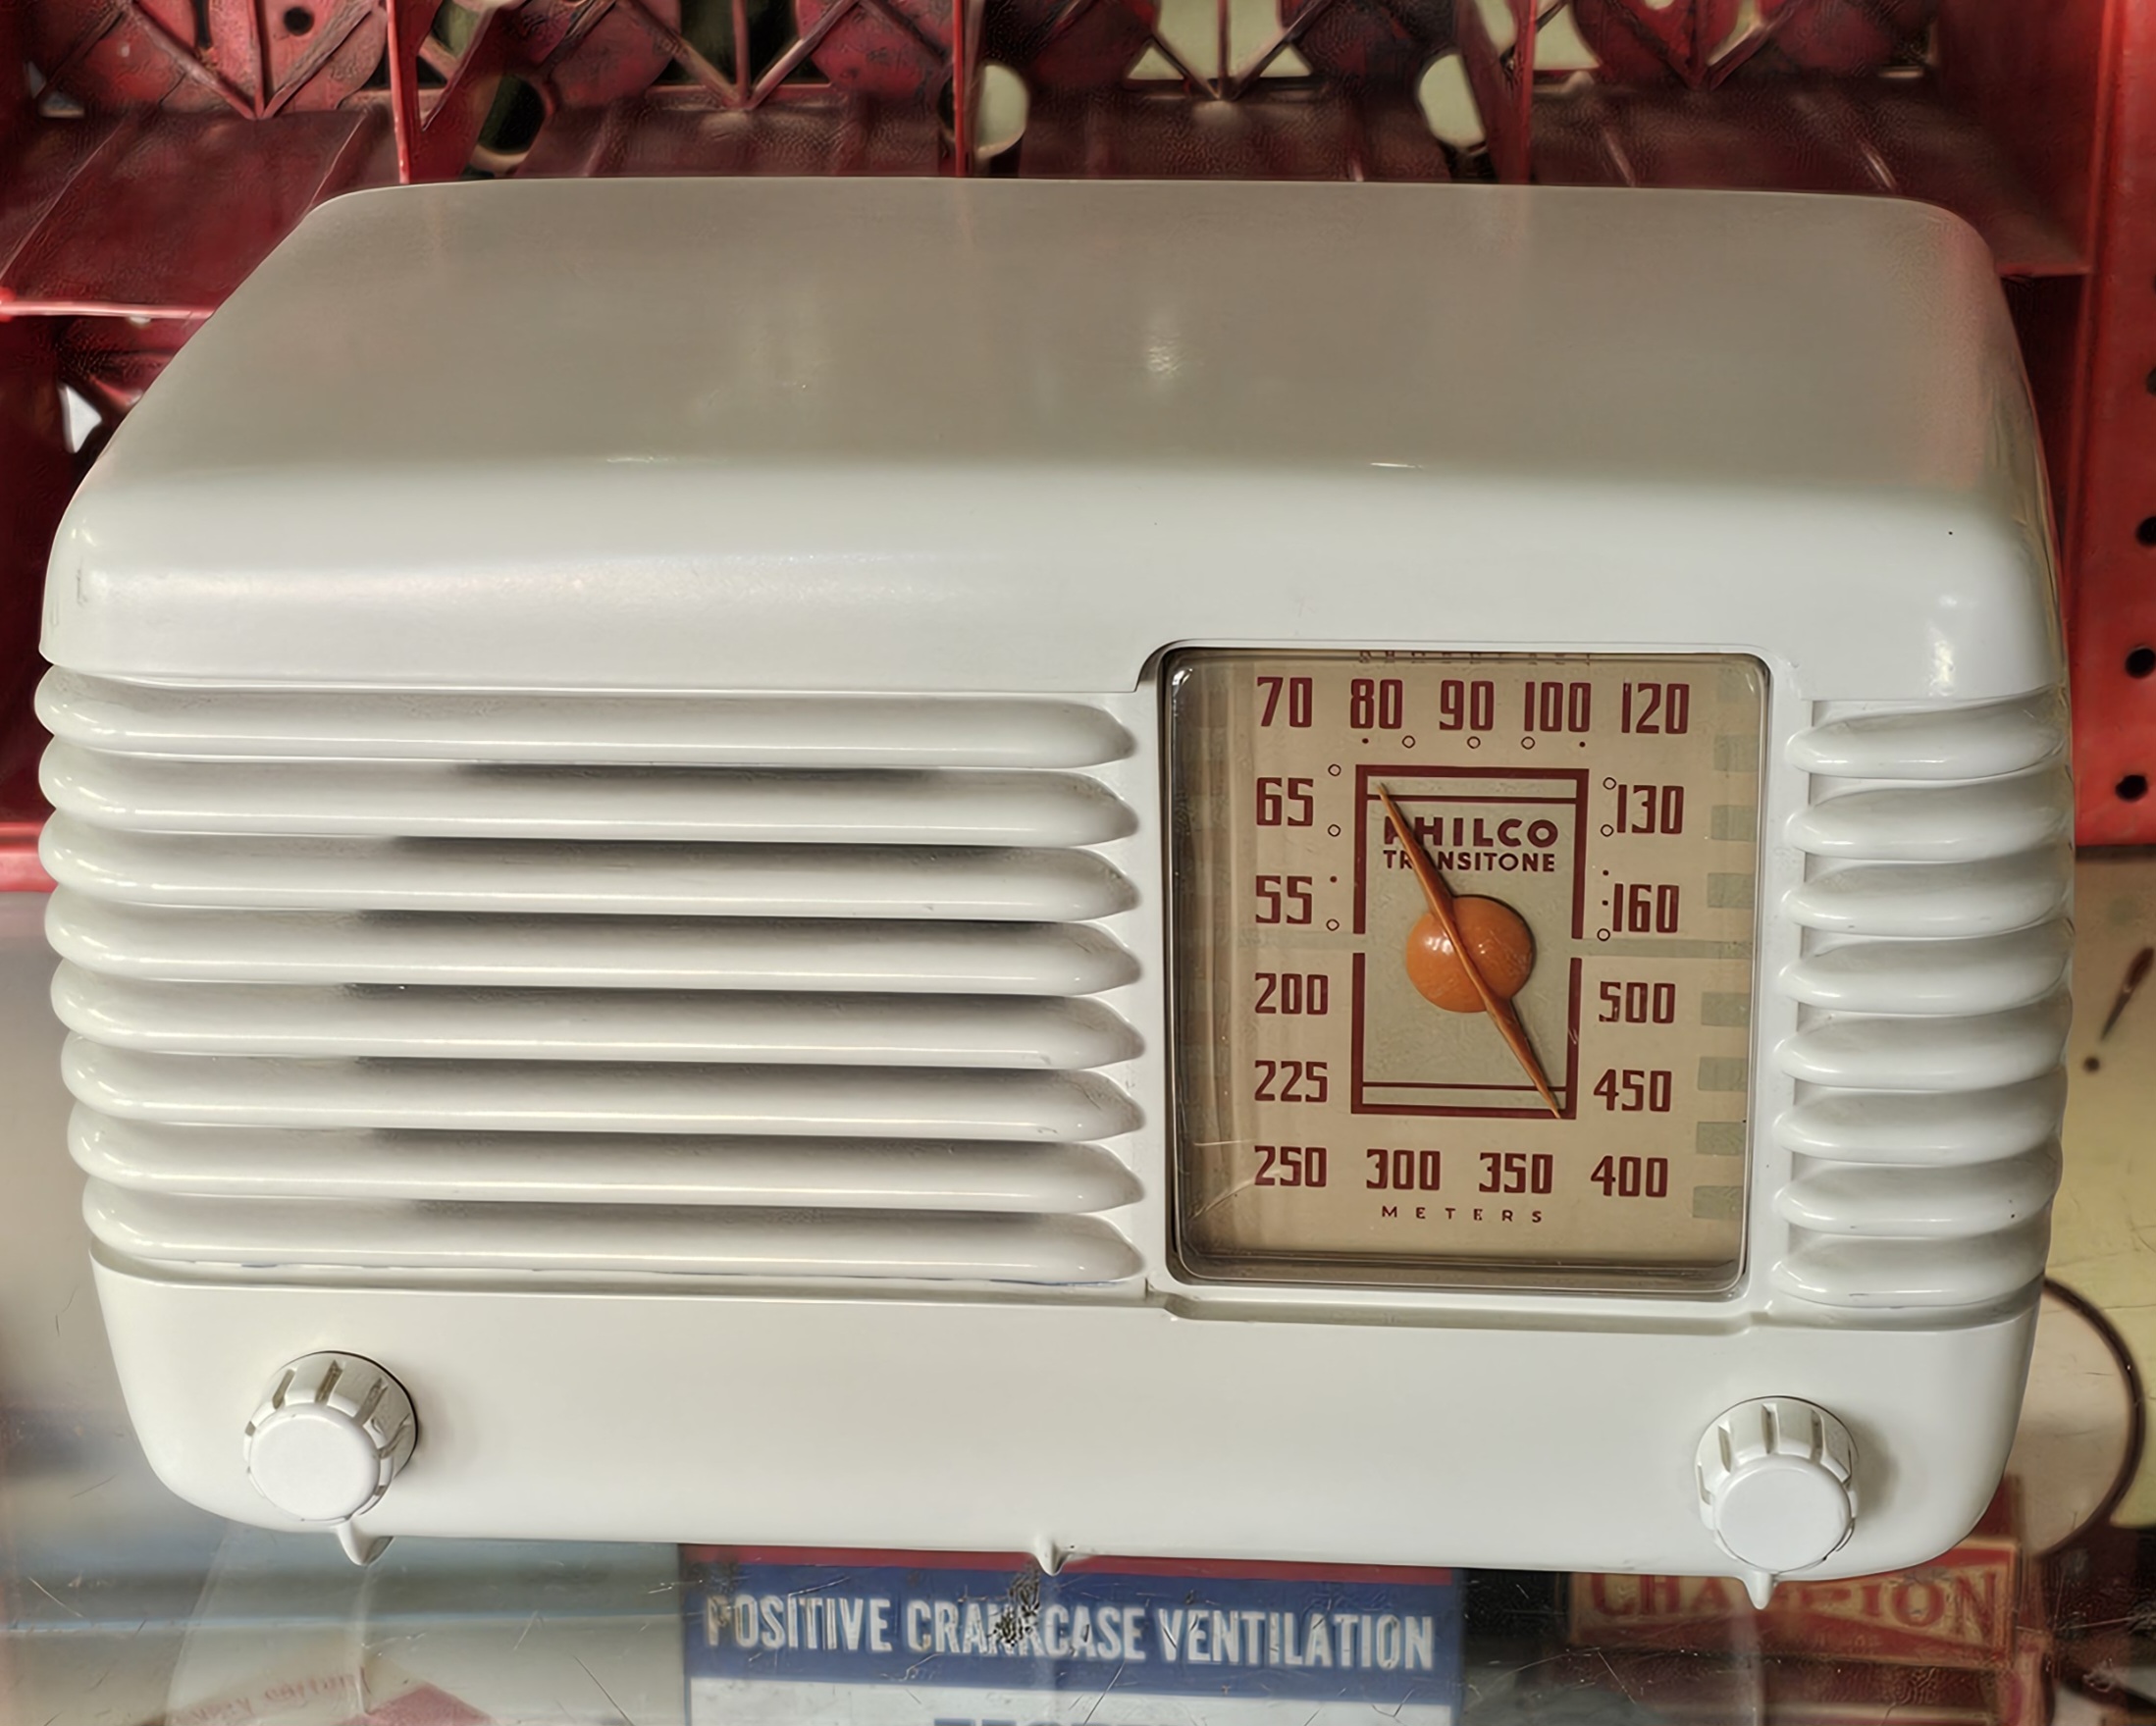 70 80 90 100 120
65 130
PHILCO
TRANSITONE
55 160
200 500
225 450
250 300 350 400
METERS
POSITIVE CRANKCASE VENTILATION
CHAMPION